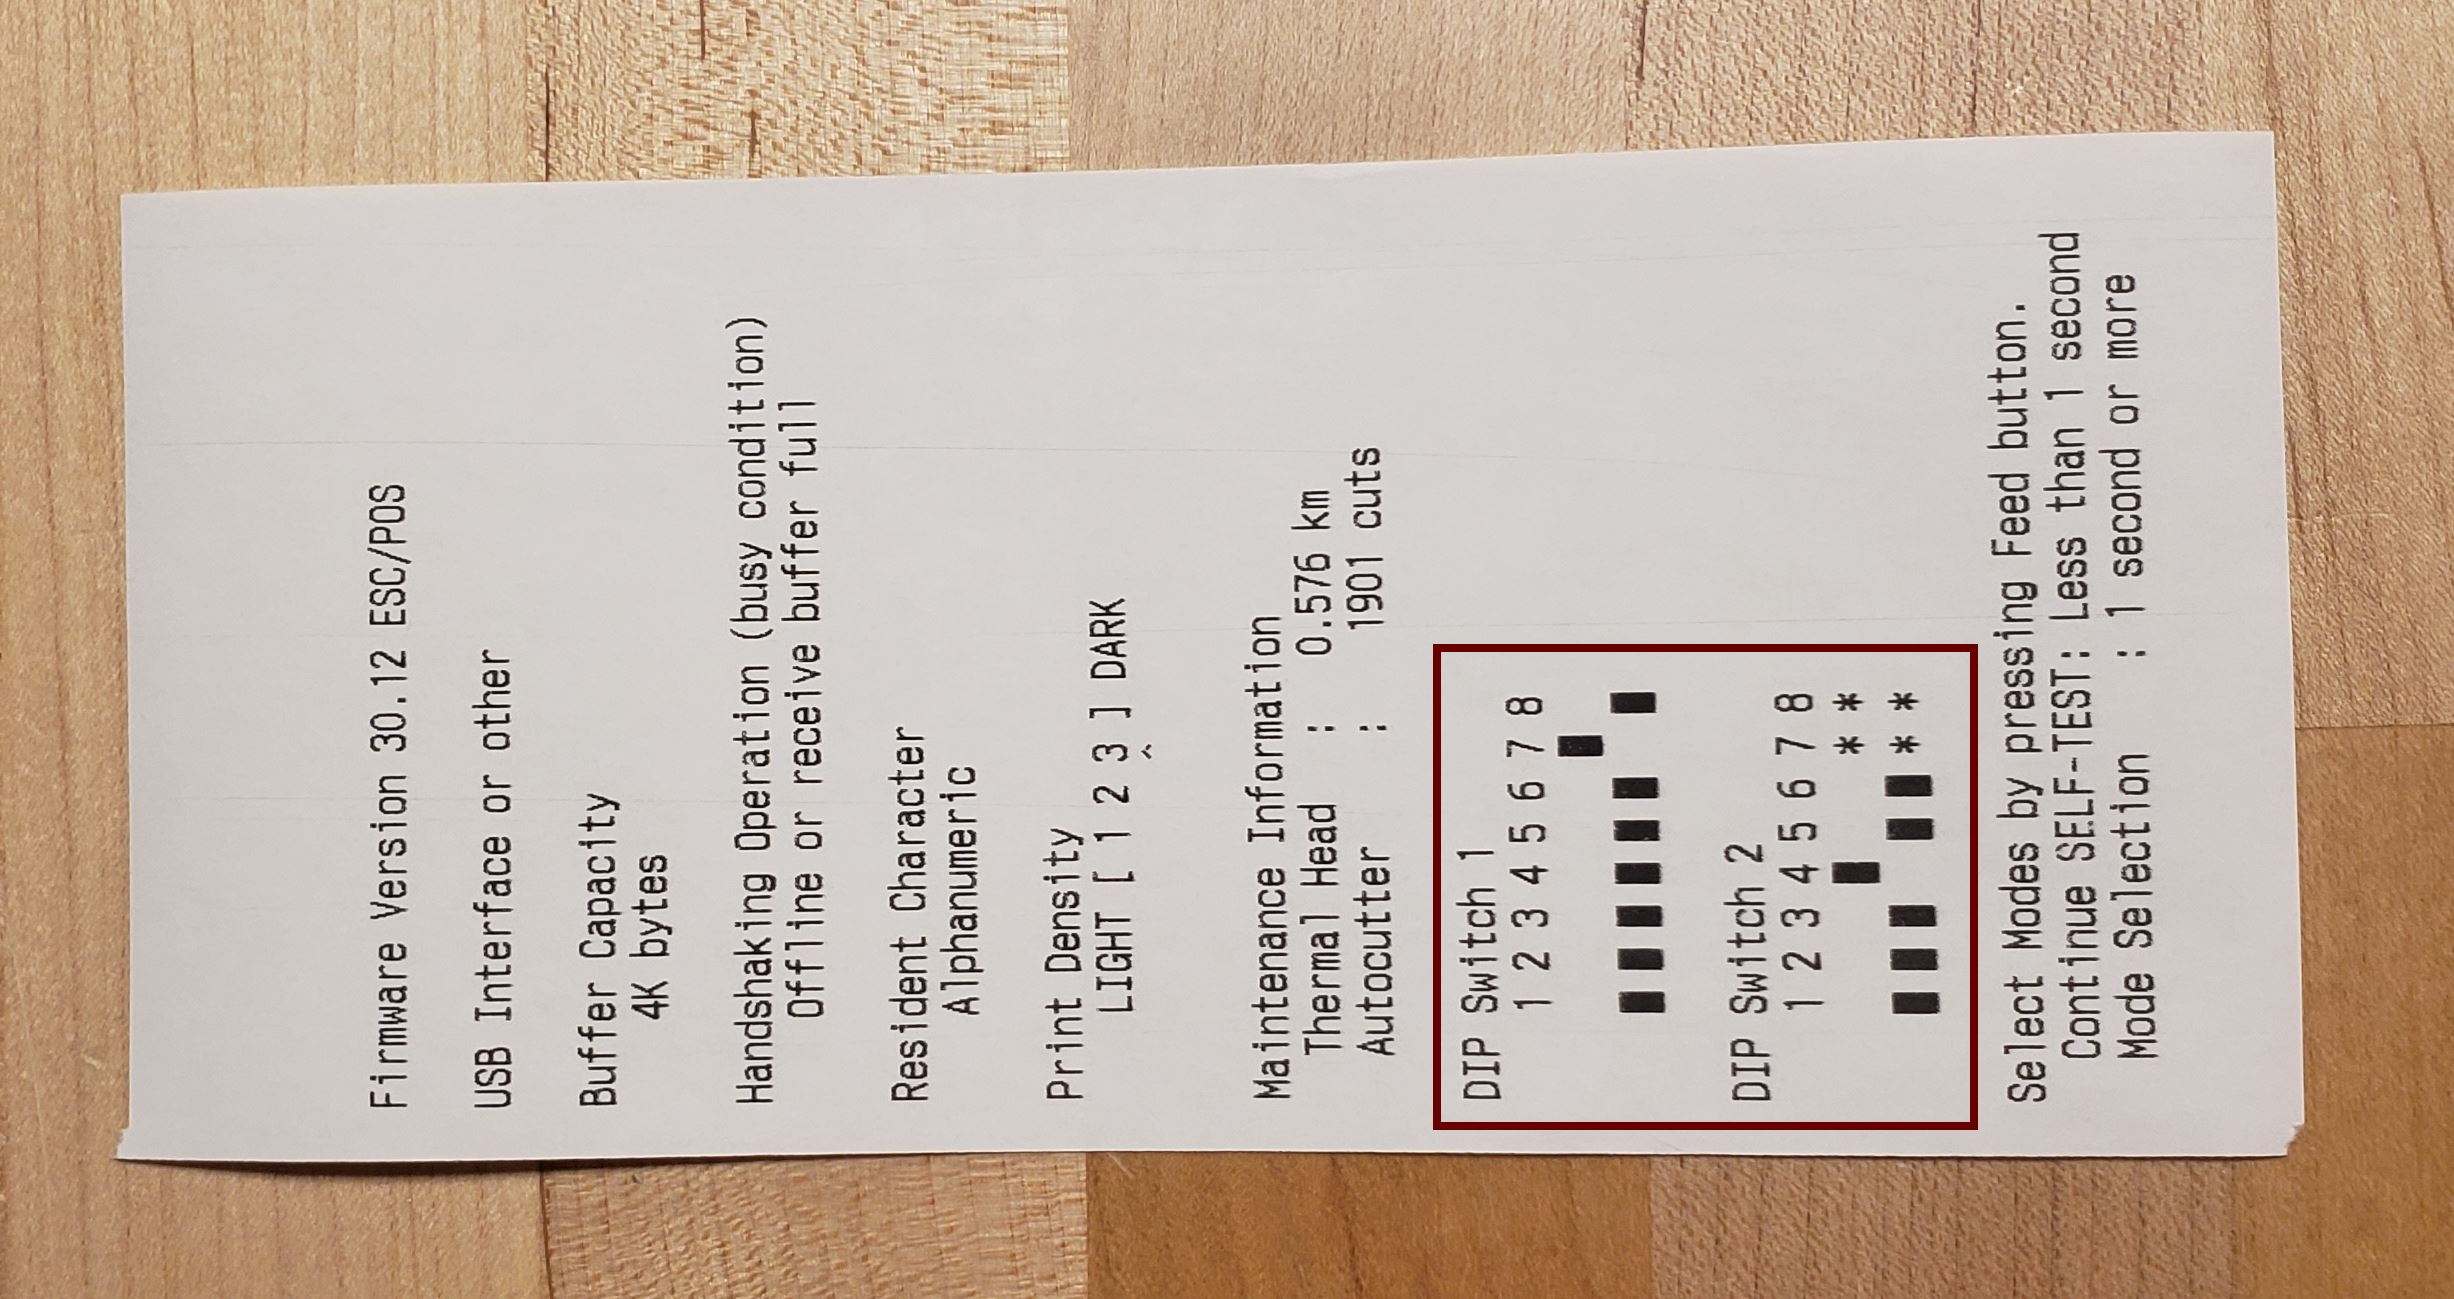 Firmware Version 30.12 ESC/POS
USB Interface or other
Buffer Capacity
4K bytes
Handshaking Operation (busy condition)
Offline or receive buffer full
Resident Character
Alphanumeric
Print Density
LIGHT [ 1 2 3 ] DARK
^
Maintenance Information
Thermal Head : 0.576 km
Autocutter : 1901 cuts
DIP Switch 1
1 2 3 4 5 6 7 8
DIP Switch 2
1 2 3 4 5 6 7 8
* *
* *
Select Modes by pressing Feed button.
Continue SELF-TEST: Less than 1 second
Mode Selection : 1 second or more